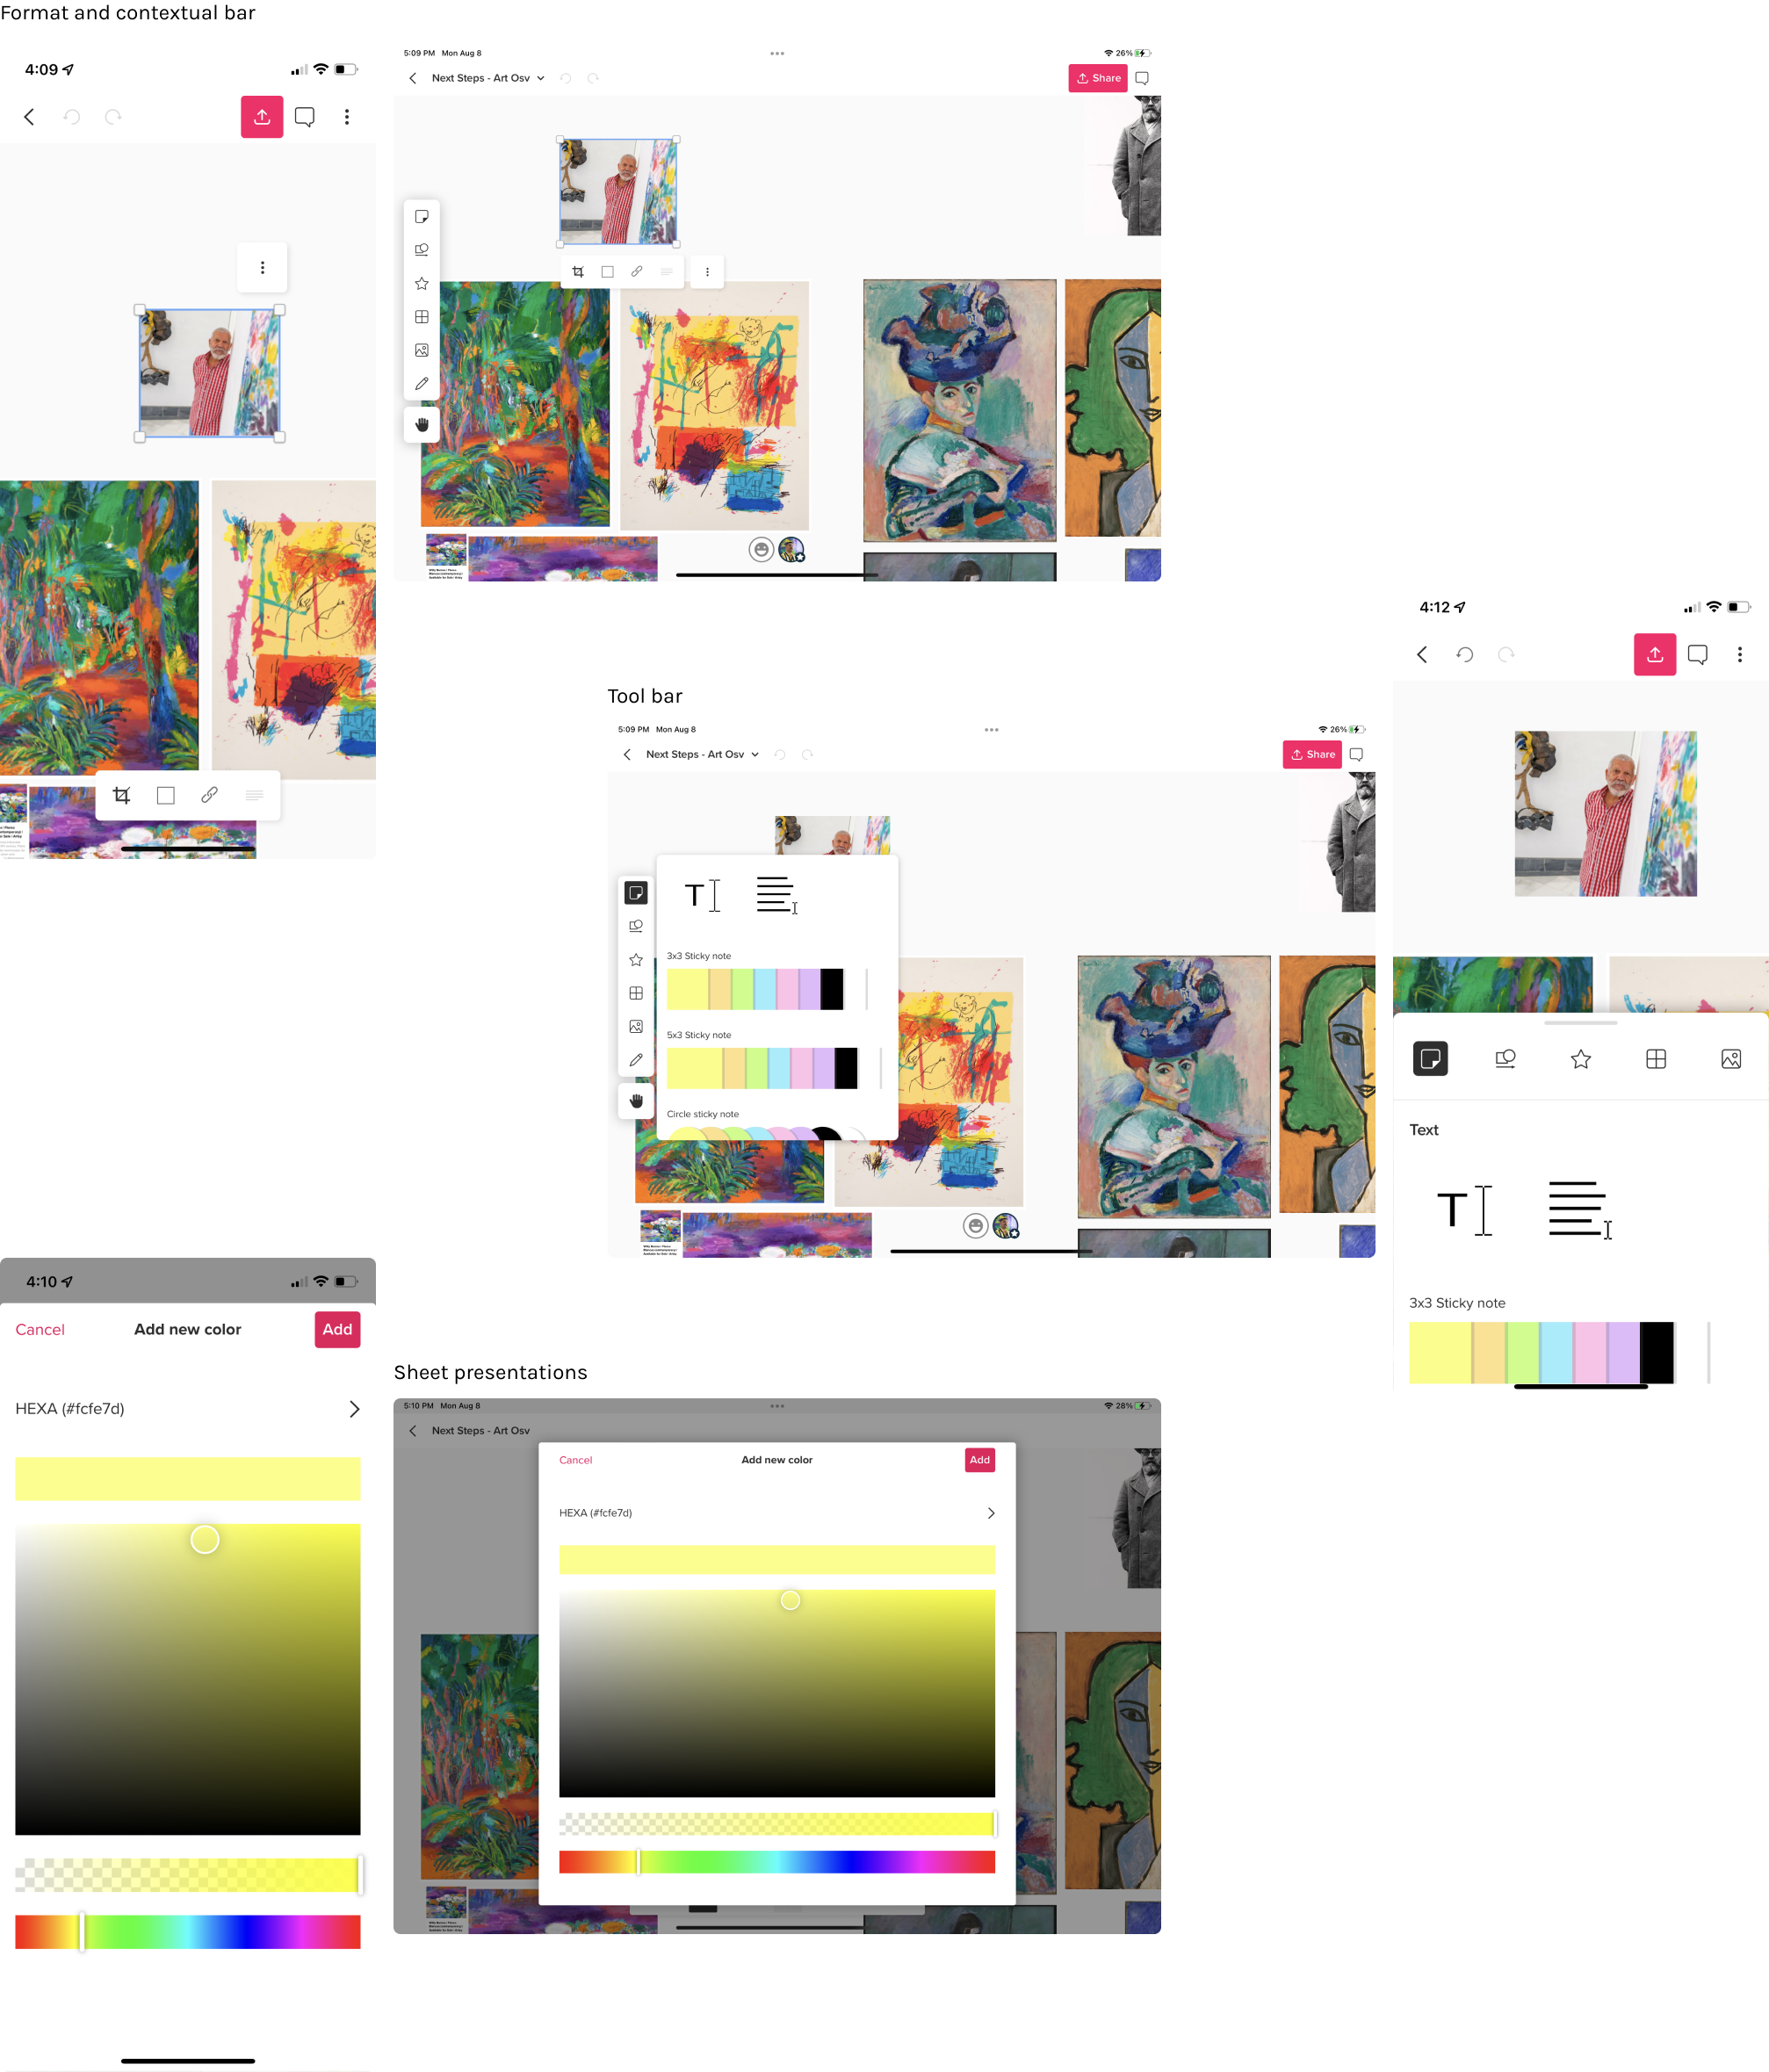 Format and contextual bar
4:09
5:09 PM Mon Aug 8
26%
Next Steps - Art Osv
Share
Tool bar
5:09 PM Mon Aug 8
26%
Next Steps - Art Osv
Share
T
3x3 Sticky note
5x3 Sticky note
Circle sticky note
4:12
Text
T
3x3 Sticky note
4:10
Cancel
Add new color
Add
HEXA (#fcfe7d)
Sheet presentations
5:10 PM Mon Aug 8
28%
Next Steps - Art Osv
Cancel
Add new color
Add
HEXA (#fcfe7d)